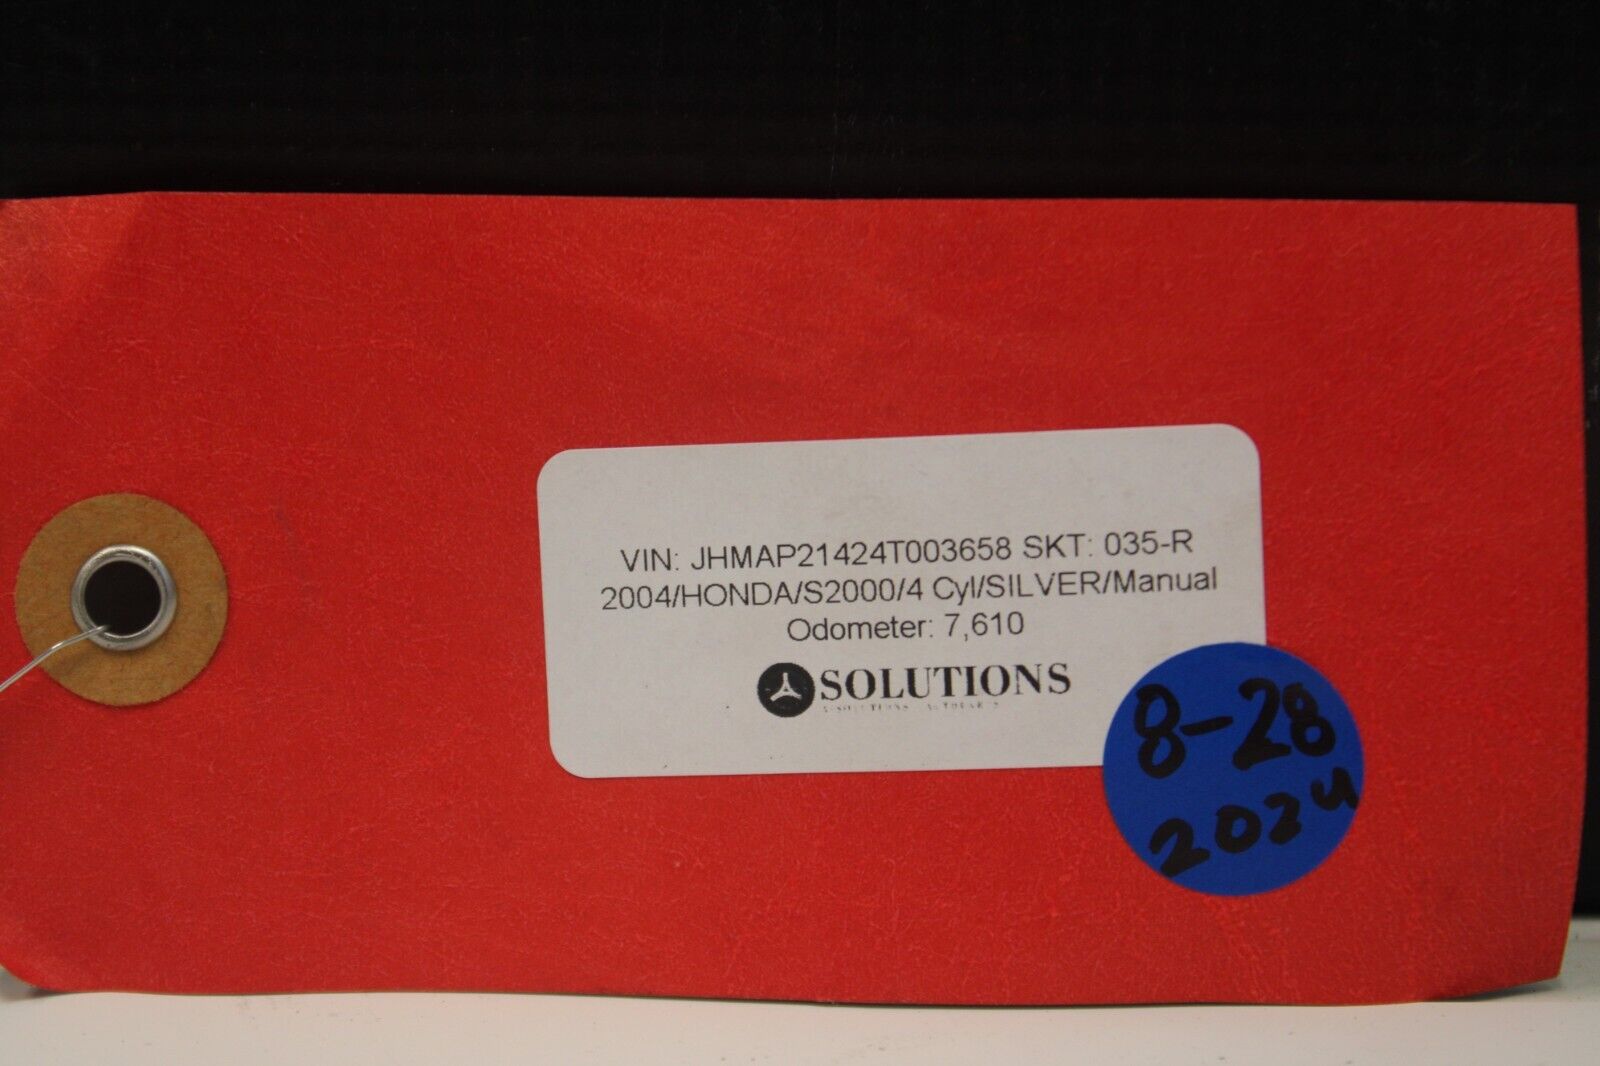 VIN: JHMAP21424T003658 SKT: 035-R
2004/HONDA/S2000/4 Cyl/SILVER/Manual
Odometer: 7,610
SOLUTIONS
8-28
2024